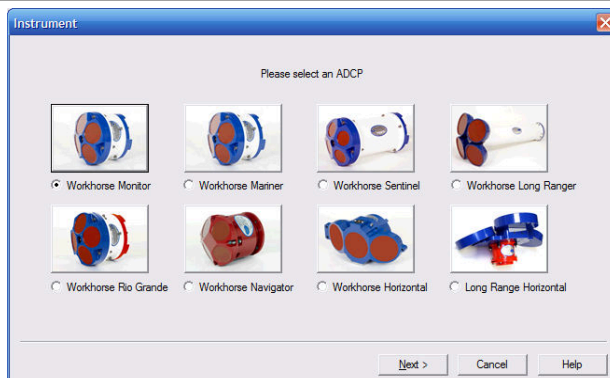 Instrument
Please select an ADCP
Workhorse Monitor
Workhorse Mariner
Workhorse Sentinel
Workhorse Long Ranger
Workhorse Rio Grande
Workhorse Navigator
Workhorse Horizontal
Long Range Horizontal
Next >
Cancel
Help